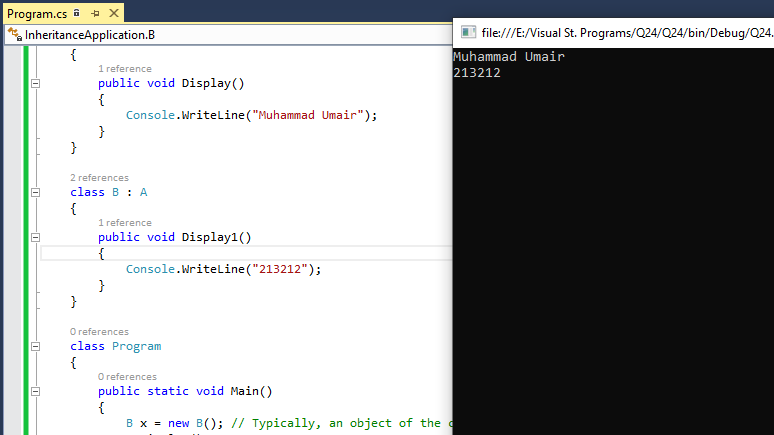 Program.cs
InheritanceApplication.B
{
1 reference
public void Display()
{
Console.WriteLine("Muhammad Umair");
}
}
2 references
class B : A
{
1 reference
public void Display1()
{
Console.WriteLine("213212");
}
}
0 references
class Program
{
0 references
public static void Main()
{
B x = new B(); // Typically, an object of the
file:///E:/Visual St. Programs/Q24/Q24/bin/Debug/Q24.
Muhammad Umair
213212